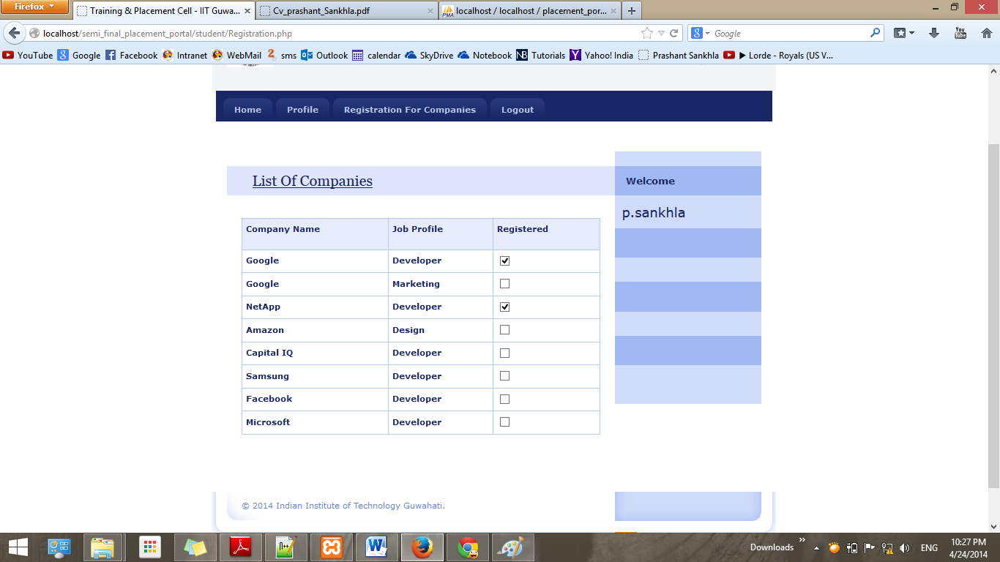 Firefox
Training & Placement Cell - IIT Guwa...
Cv_prashant_Sankhla.pdf
PMA localhost / localhost / placement_por...
localhost/semi_final_placement_portal/student/Registration.php
Google
YouTube Google Facebook Intranet WebMail 2 sms Outlook calendar SkyDrive Notebook NB Tutorials Yahoo! India Prashant Sankhla ▶ Lorde - Royals (US V...
Home Profile Registration For Companies Logout
List Of Companies
Welcome
p.sankhla
Company Name Job Profile Registered
Google Developer
Google Marketing
NetApp Developer
Amazon Design
Capital IQ Developer
Samsung Developer
Facebook Developer
Microsoft Developer
© 2014 Indian Institute of Technology Guwahati.
Downloads
ENG
10:27 PM
4/24/2014